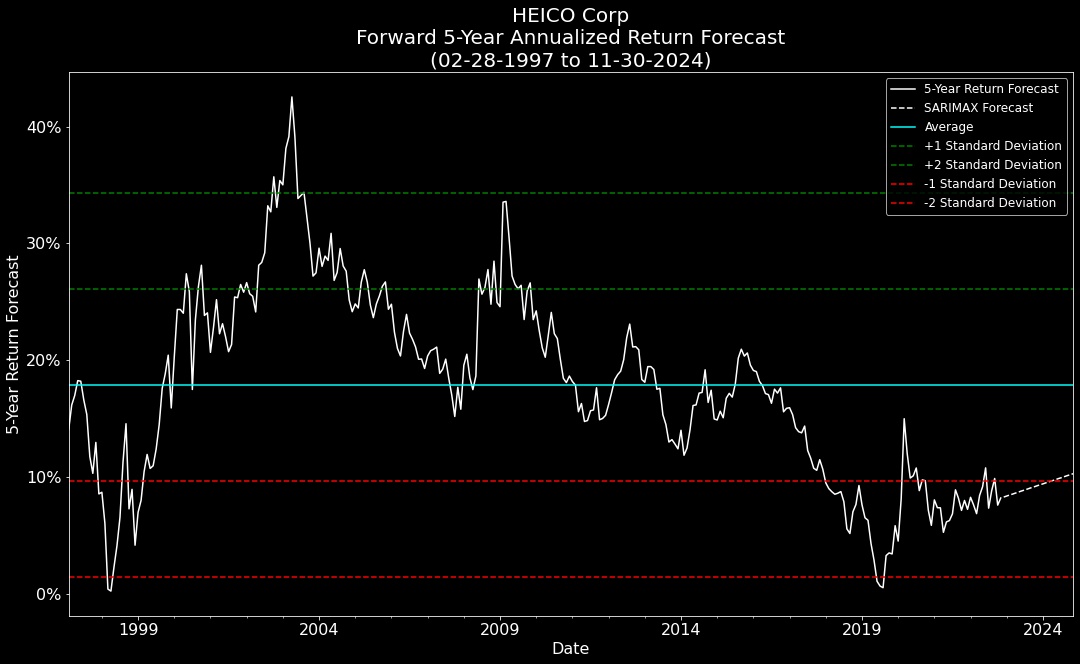 HEICO Corp
Forward 5-Year Annualized Return Forecast
(02-28-1997 to 11-30-2024)
5-Year Return Forecast
SARIMAX Forecast
Average
+1 Standard Deviation
+2 Standard Deviation
-1 Standard Deviation
-2 Standard Deviation
5-Year Return Forecast
40%
30%
20%
10%
0%
1999
2004
2009
2014
2019
2024
Date